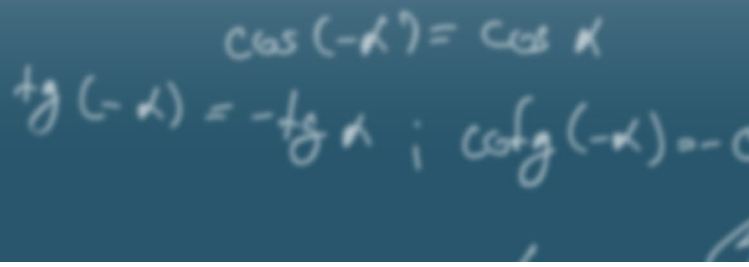 cos (-α) = cos α
tg (-α) = -tg α ; cotg (-α) = - c